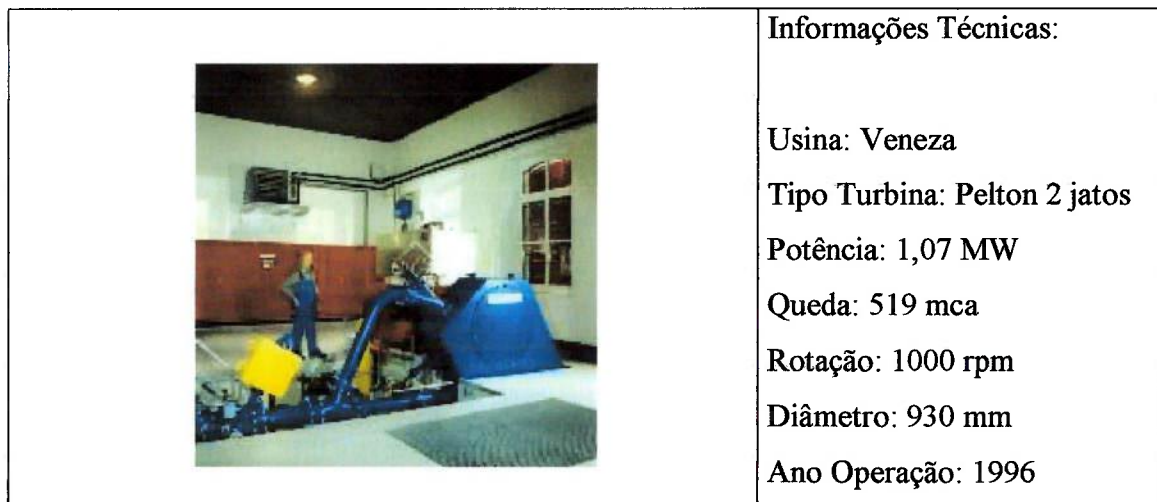 Informações Técnicas:
Usina: Veneza
Tipo Turbina: Pelton 2 jatos
Potência: 1,07 MW
Queda: 519 mca
Rotação: 1000 rpm
Diâmetro: 930 mm
Ano Operação: 1996